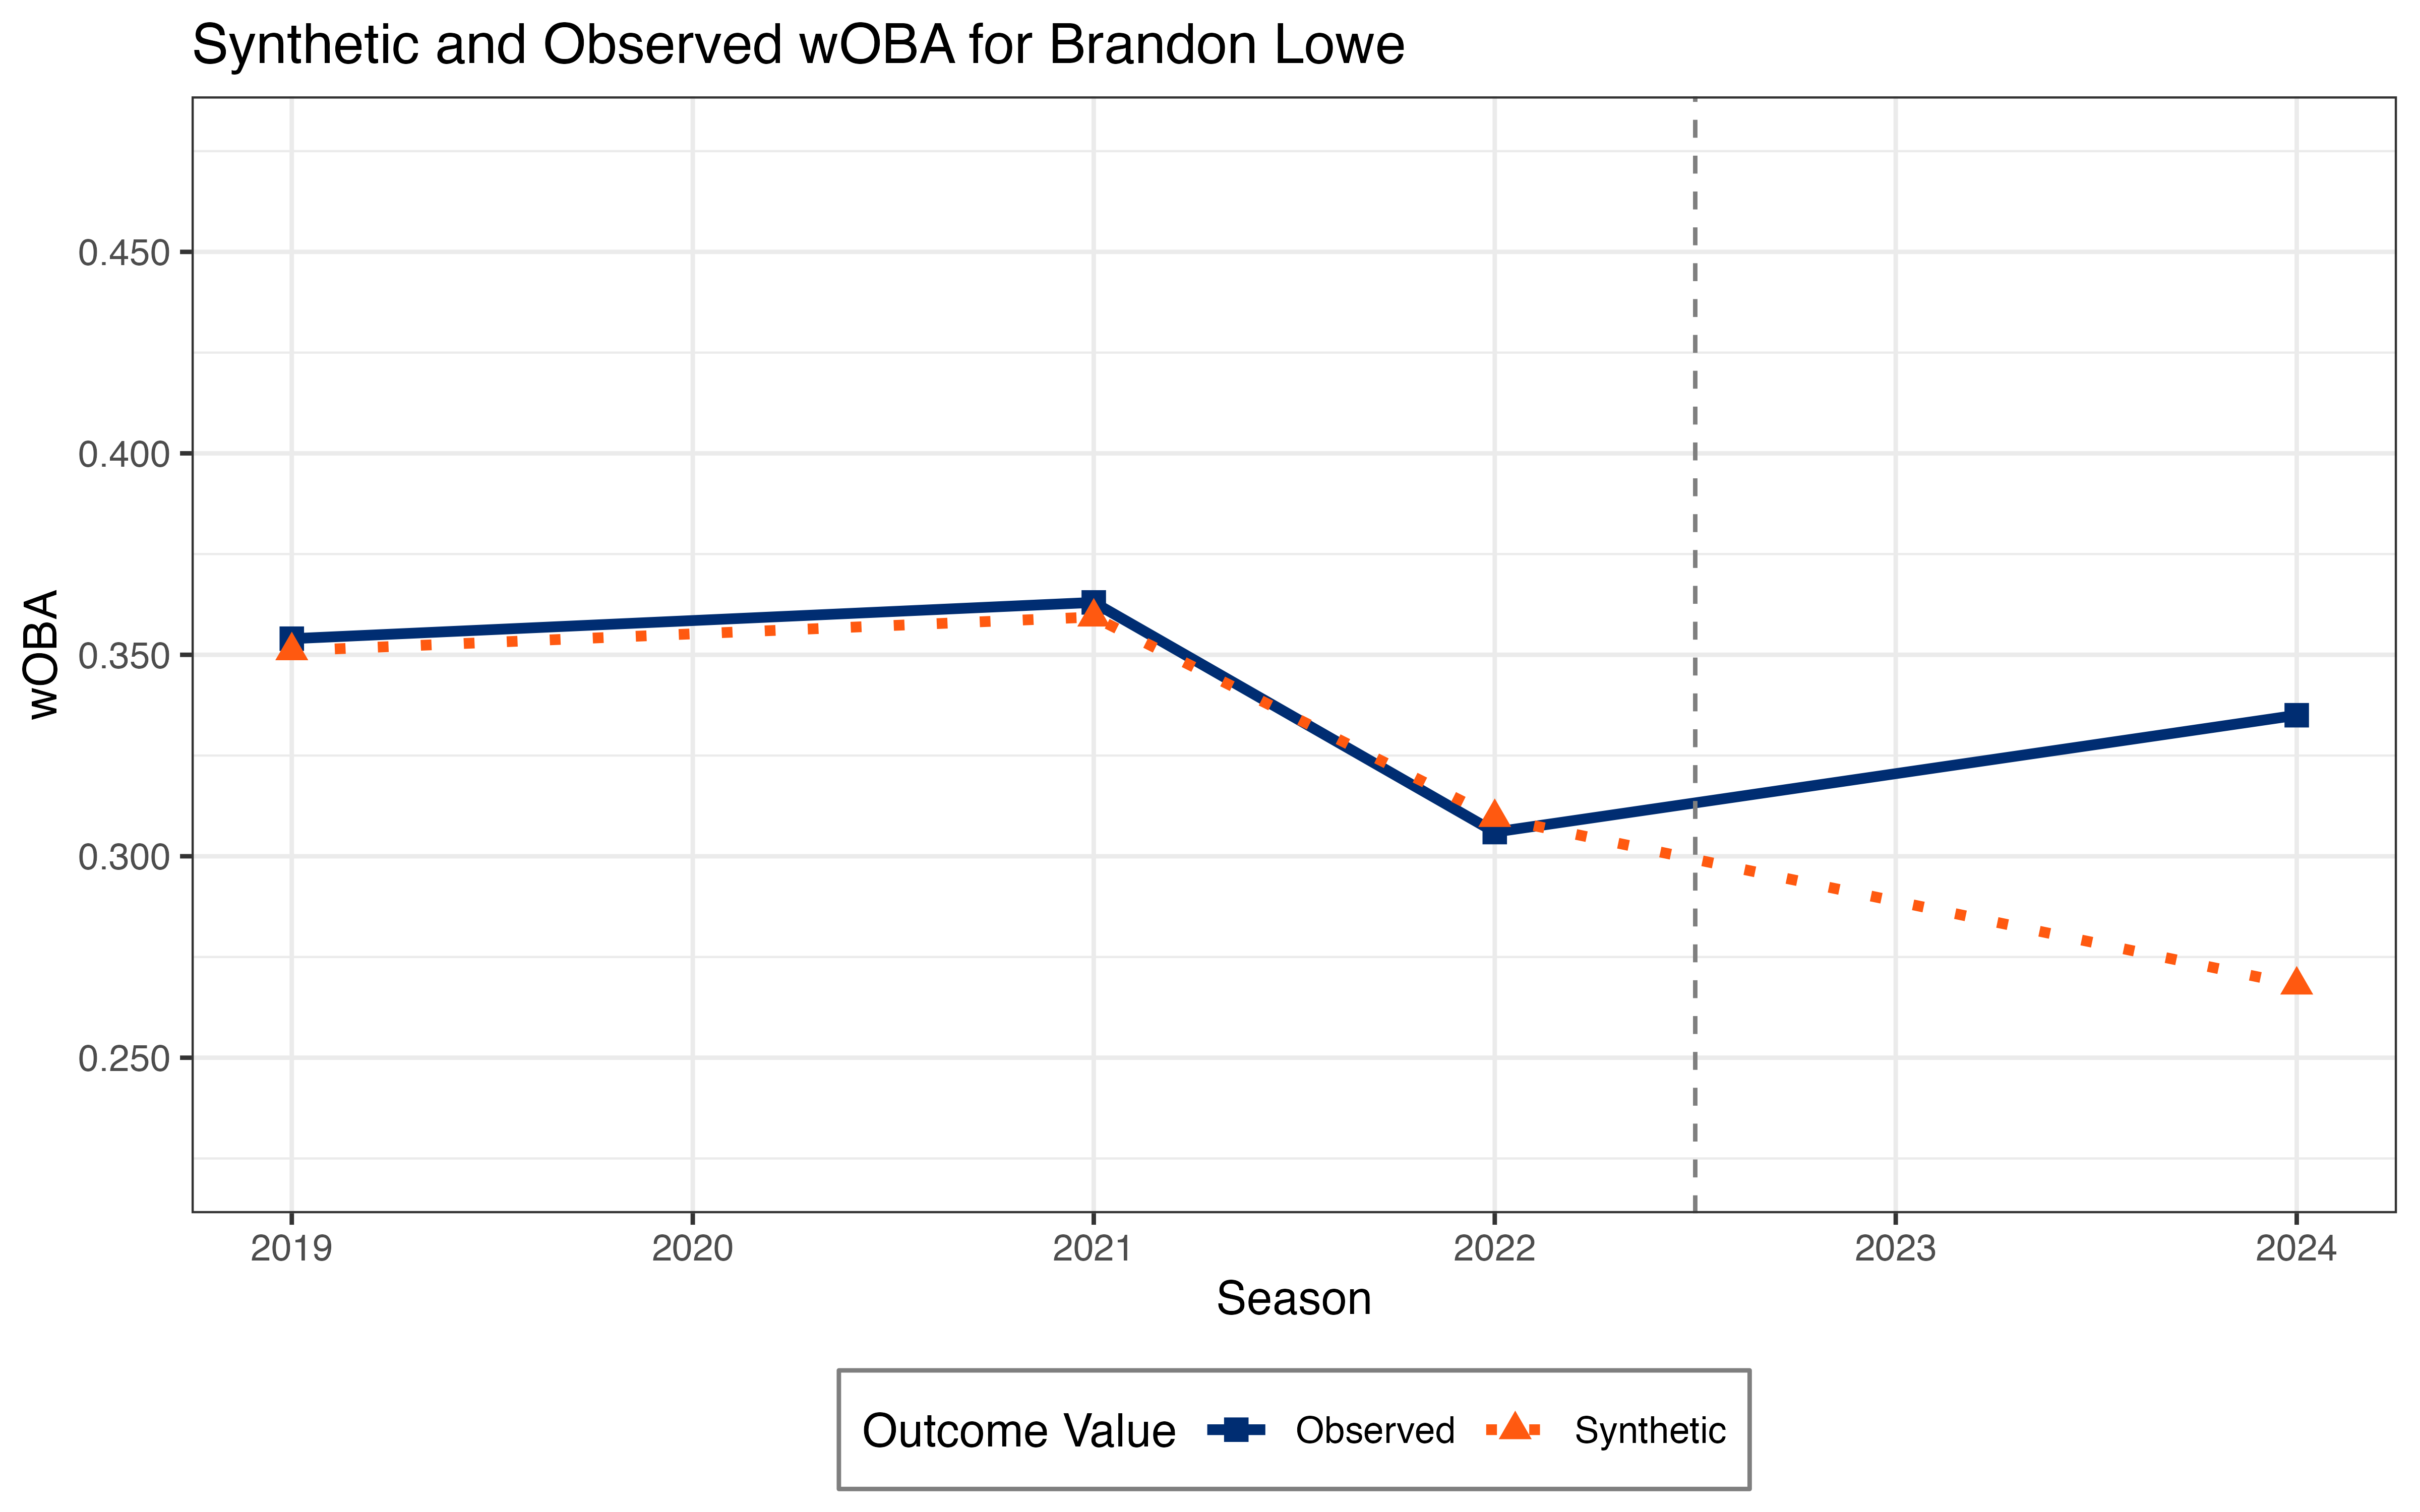 Synthetic and Observed wOBA for Brandon Lowe
wOBA
0.450
0.400
0.350
0.300
0.250
2019 2020 2021 2022 2023 2024
Season
Outcome Value Observed Synthetic